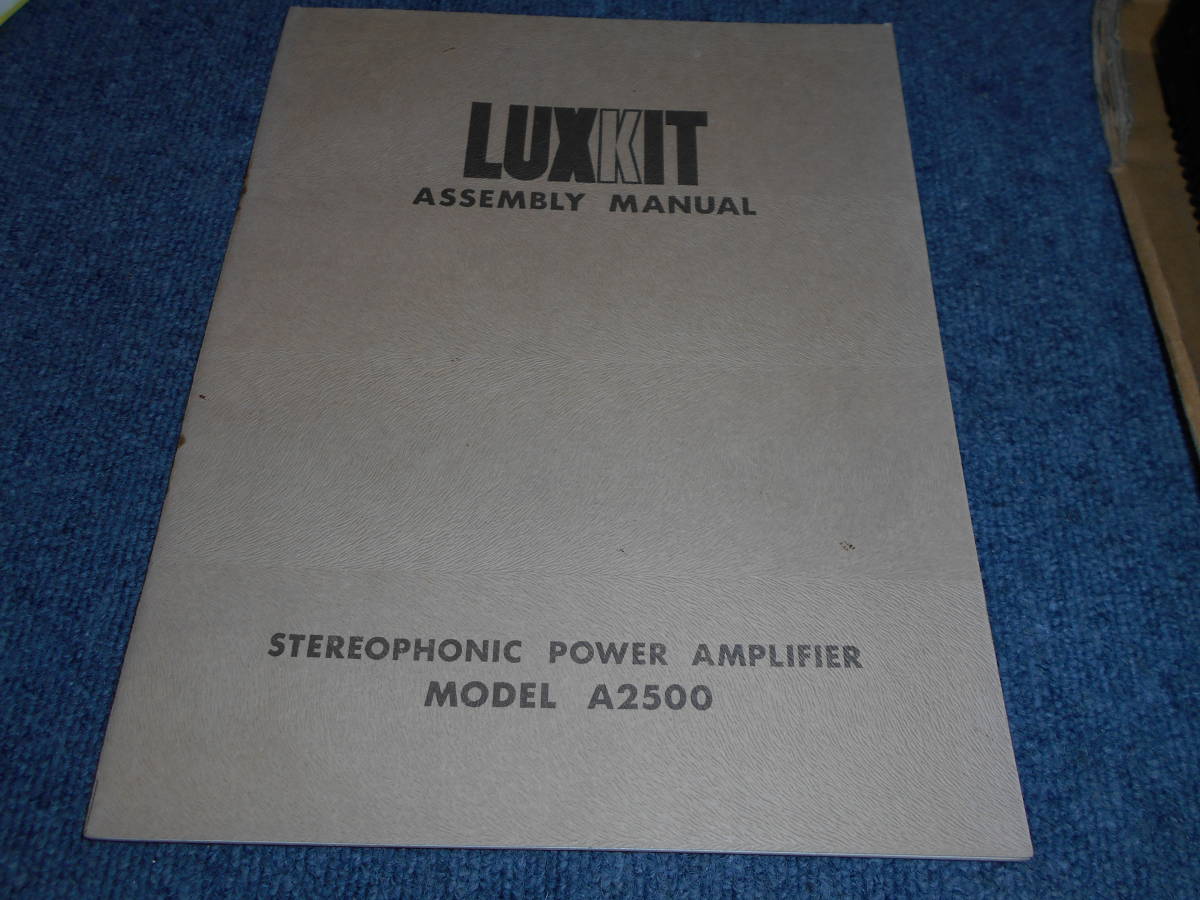 LUXKIT
ASSEMBLY MANUAL
STEREOPHONIC POWER AMPLIFIER
MODEL A2500